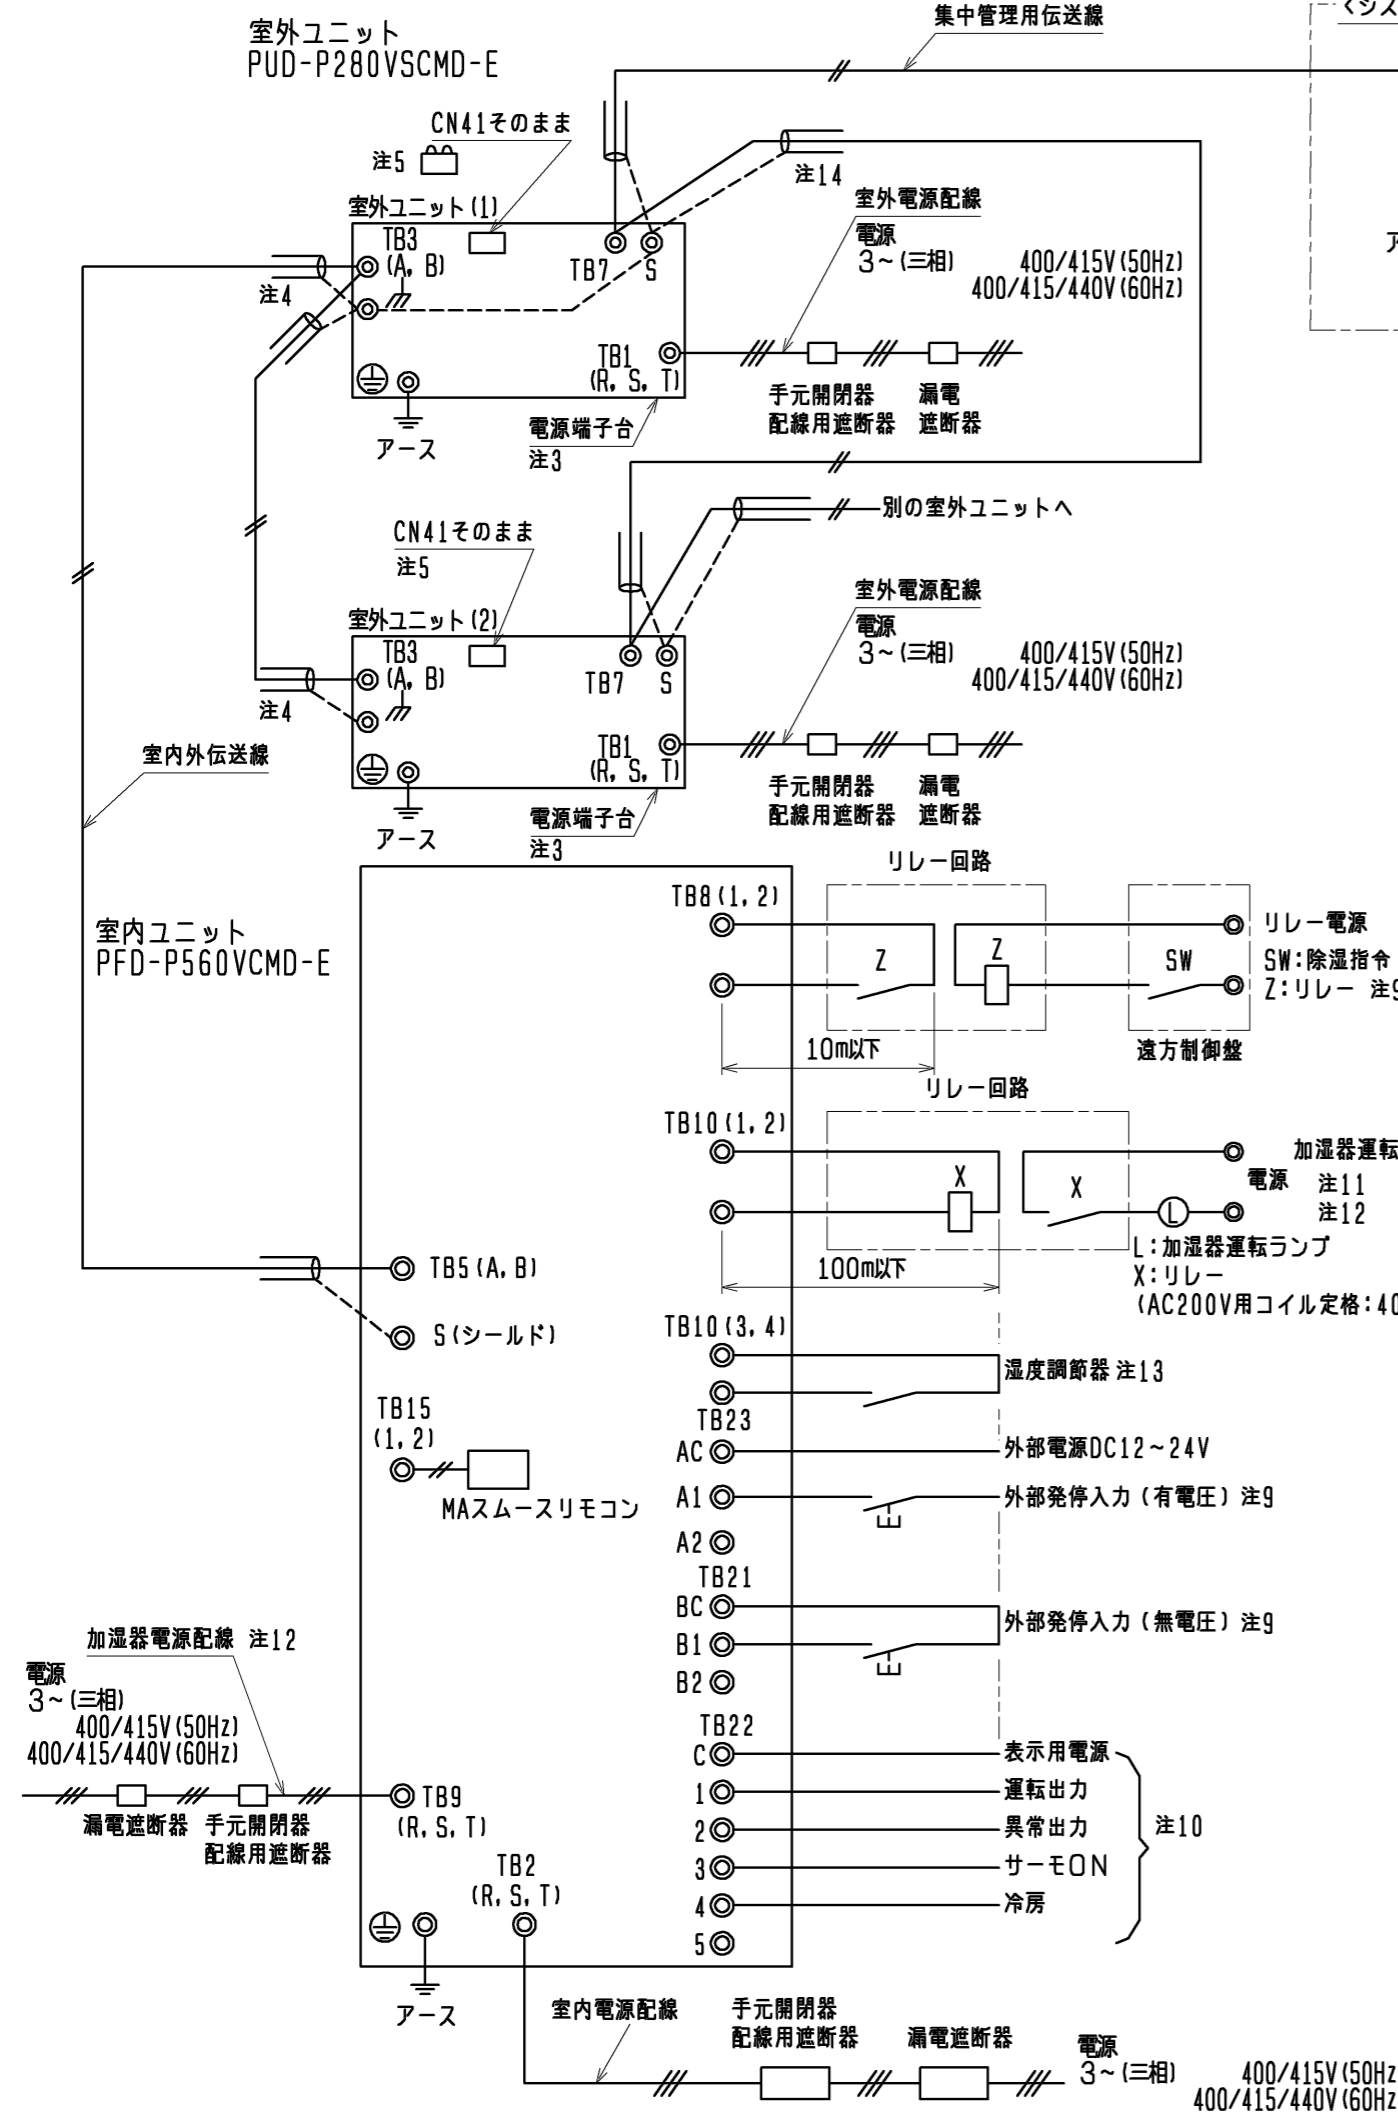 集中管理用伝送線
室外ユニット
PUD-P280VSCMD-E
CN41そのまま
注5
注14
室外ユニット(1)
室外電源配線
TB3
(A, B)
TB7
S
電源
3~(三相)
400/415V(50Hz)
400/415/440V(60Hz)
注4
TB1
(R, S, T)
手元開閉器
配線用遮断器
漏電
遮断器
アース
電源端子台
注3
別の室外ユニットへ
CN41そのまま
注5
室外ユニット(2)
室外電源配線
TB3
(A, B)
TB7
S
電源
3~(三相)
400/415V(50Hz)
400/415/440V(60Hz)
注4
室内外伝送線
TB1
(R, S, T)
手元開閉器
配線用遮断器
漏電
遮断器
アース
電源端子台
注3
リレー回路
TB8(1, 2)
室内ユニット
PFD-P560VCMD-E
Z
Z
SW
リレー電源
SW:除湿指令
Z:リレー 注9
10m以下
遠方制御盤
リレー回路
TB10(1, 2)
X
X
L
加湿器運転
電源
注11
注12
L:加湿器運転ランプ
X:リレー
(AC200V用コイル定格:40
100m以下
TB5(A, B)
S(シールド)
TB10(3, 4)
湿度調節器 注13
TB15
(1, 2)
MAスムースリモコン
TB23
AC
外部電源DC12~24V
A1
外部発停入力(有電圧)注9
A2
TB21
BC
外部発停入力(無電圧)注9
B1
B2
加湿器電源配線 注12
電源
3~(三相)
400/415V(50Hz)
400/415/440V(60Hz)
TB22
C
表示用電源
1
運転出力
2
異常出力
3
サーモON
4
冷房
5
注10
TB9
(R, S, T)
漏電遮断器
手元開閉器
配線用遮断器
TB2
(R, S, T)
アース
室内電源配線
手元開閉器
配線用遮断器
漏電遮断器
電源
3~(三相)
400/415V(50Hz
400/415/440V(60Hz